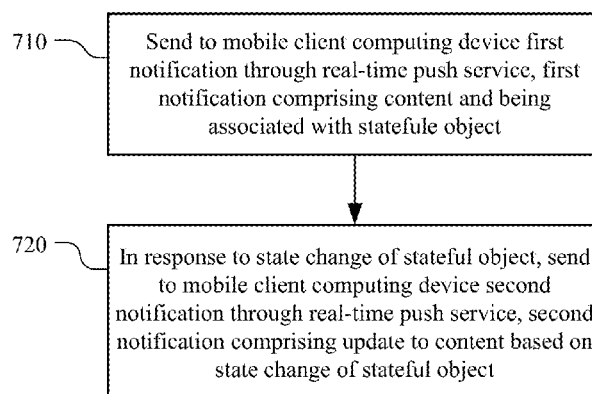 710
Send to mobile client computing device first
notification through real-time push service, first
notification comprising content and being
associated with statefule object
720
In response to state change of stateful object, send
to mobile client computing device second
notification through real-time push service, second
notification comprising update to content based on
state change of stateful object